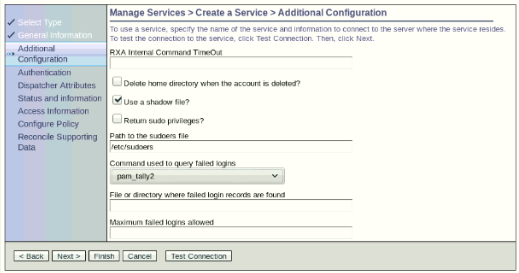 Manage Services > Create a Service > Additional Configuration
Select Type
General Information
Additional
Configuration
Authentication
Dispatcher Attributes
Status and information
Access Information
Configure Policy
Reconcile Supporting
Data
To use a service, specify the name of the service and information to connect to the server where the service resides.
To test the connection to the service, click Test Connection. Then, click Next.
RXA Internal Command TimeOut
Delete home directory when the account is deleted?
Use a shadow file?
Return sudo privileges?
Path to the sudoers file
/etc/sudoers
Command used to query failed logins
pam_tally2
File or directory where failed login records are found
Maximum failed logins allowed
< Back Next > Finish Cancel Test Connection